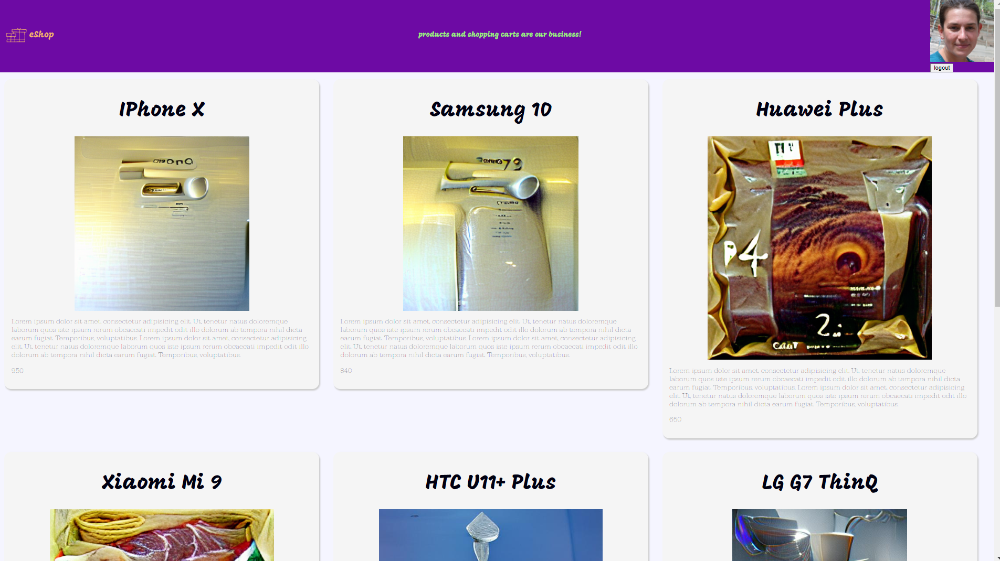 eShop
products and shopping carts are our business!
logout
IPhone X
Lorem ipsum dolor sit amet, consectetur adipisicing elit. Ut, tenetur natus doloremque
laborum quos iste ipsum rerum obcaecati impedit odit illo dolorum ab tempora nihil dicta
earum fugiat. Temporibus, voluptatibus. Lorem ipsum dolor sit amet, consectetur adipisicing
elit. Ut, tenetur natus doloremque laborum quos iste ipsum rerum obcaecati impedit odit illo
dolorum ab tempora nihil dicta earum fugiat. Temporibus, voluptatibus.
950
Samsung 10
Lorem ipsum dolor sit amet, consectetur adipisicing elit. Ut, tenetur natus doloremque
laborum quos iste ipsum rerum obcaecati impedit odit illo dolorum ab tempora nihil dicta
earum fugiat. Temporibus, voluptatibus. Lorem ipsum dolor sit amet, consectetur adipisicing
elit. Ut, tenetur natus doloremque laborum quos iste ipsum rerum obcaecati impedit odit illo
dolorum ab tempora nihil dicta earum fugiat. Temporibus, voluptatibus.
840
Huawei Plus
P4
2
Lorem ipsum dolor sit amet, consectetur adipisicing elit. Ut, tenetur natus doloremque
laborum quos iste ipsum rerum obcaecati impedit odit illo dolorum ab tempora nihil dicta
earum fugiat. Temporibus, voluptatibus. Lorem ipsum dolor sit amet, consectetur adipisicing
elit. Ut, tenetur natus doloremque laborum quos iste ipsum rerum obcaecati impedit odit illo
dolorum ab tempora nihil dicta earum fugiat. Temporibus, voluptatibus.
650
Xiaomi Mi 9
HTC U11+ Plus
LG G7 ThinQ